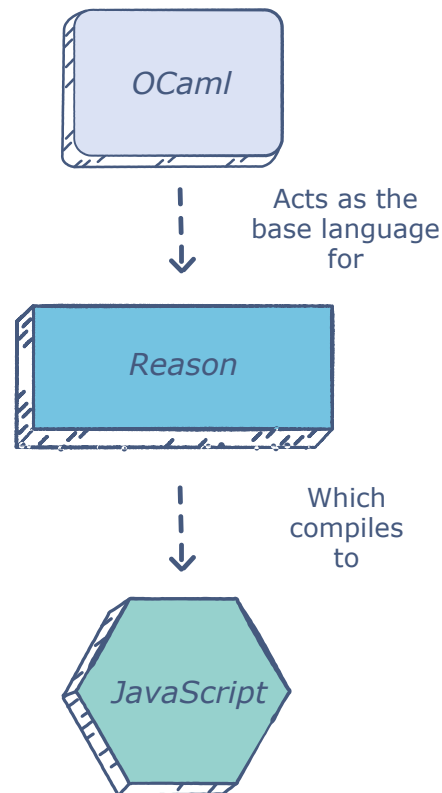 OCaml
Acts as the
base language
for
Reason
Which
compiles
to
JavaScript